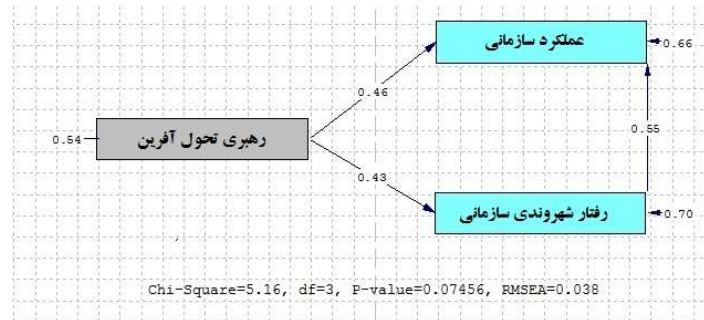 عملکرد سازمانی
0.66
0.46
0.54
رهبری تحول آفرین
0.55
0.43
رفتار شهروندی سازمانی
0.70
Chi-Square=5.16, df=3, P-value=0.07456, RMSEA=0.038